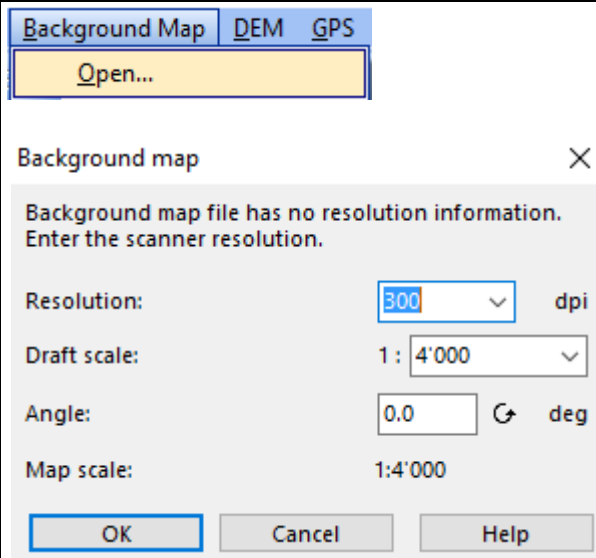 Background Map DEM GPS
Open...
Background map
Background map file has no resolution information.
Enter the scanner resolution.
Resolution: 300 dpi
Draft scale: 1 : 4'000
Angle: 0.0 deg
Map scale: 1:4'000
OK Cancel Help